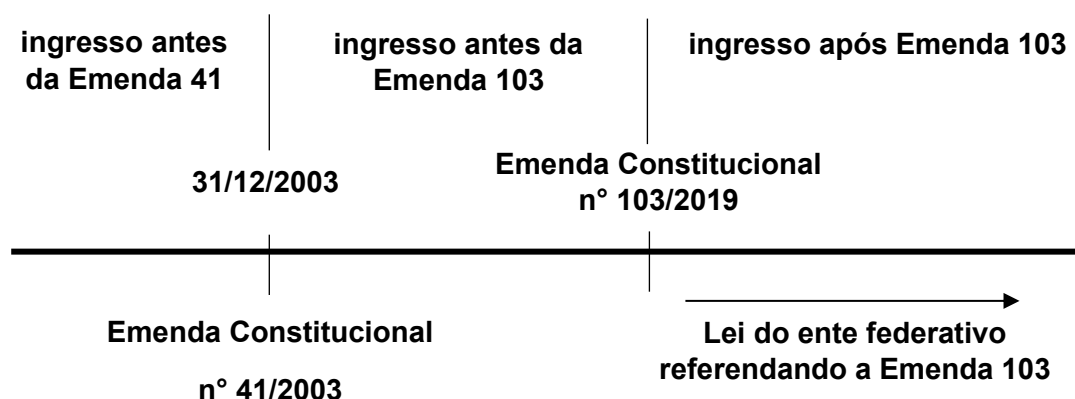 ingresso antes
da Emenda 41
ingresso antes da
Emenda 103
ingresso após Emenda 103
31/12/2003
Emenda Constitucional
n° 103/2019
Emenda Constitucional
n° 41/2003
Lei do ente federativo
referendando a Emenda 103